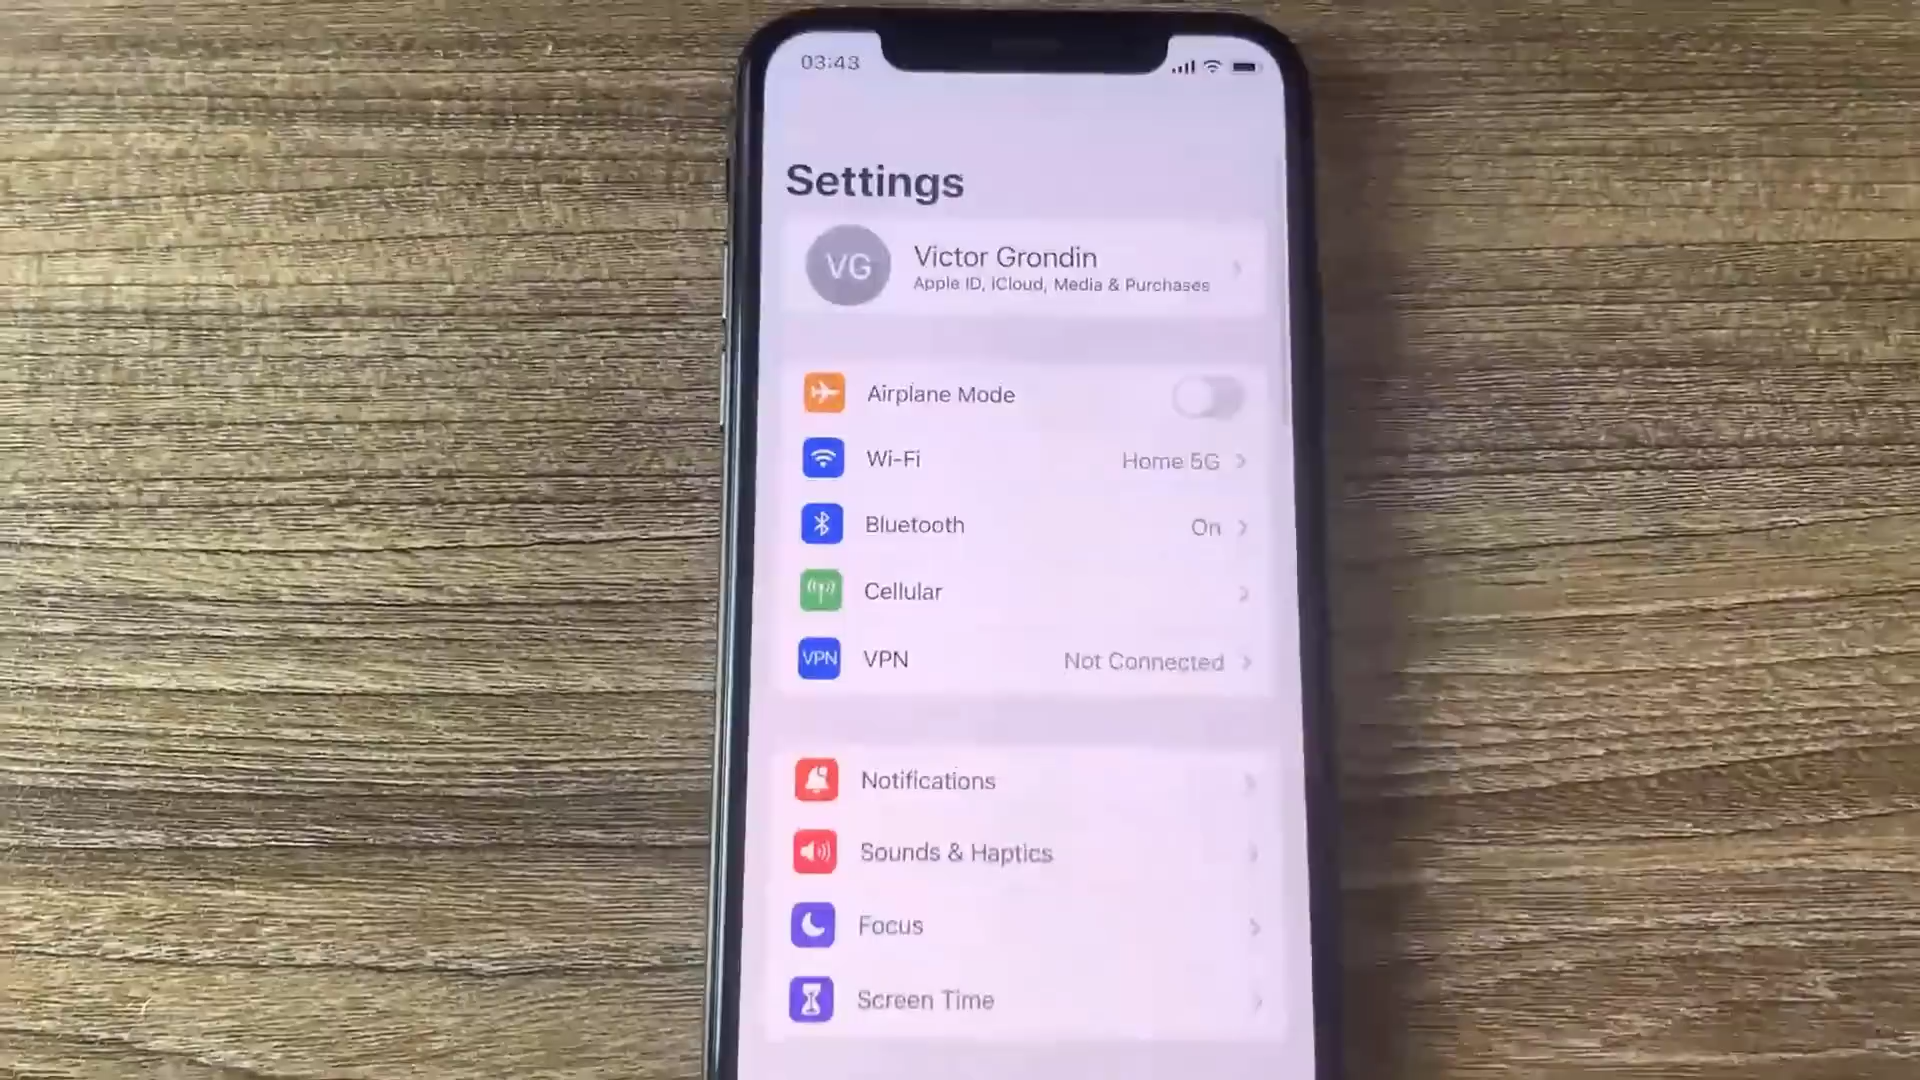 03:43
Settings
VG
Victor Grondin
Apple ID, iCloud, Media & Purchases
Airplane Mode
Wi-Fi
Home 5G
Bluetooth
On
Cellular
VPN
VPN
Not Connected
Notifications
Sounds & Haptics
Focus
Screen Time